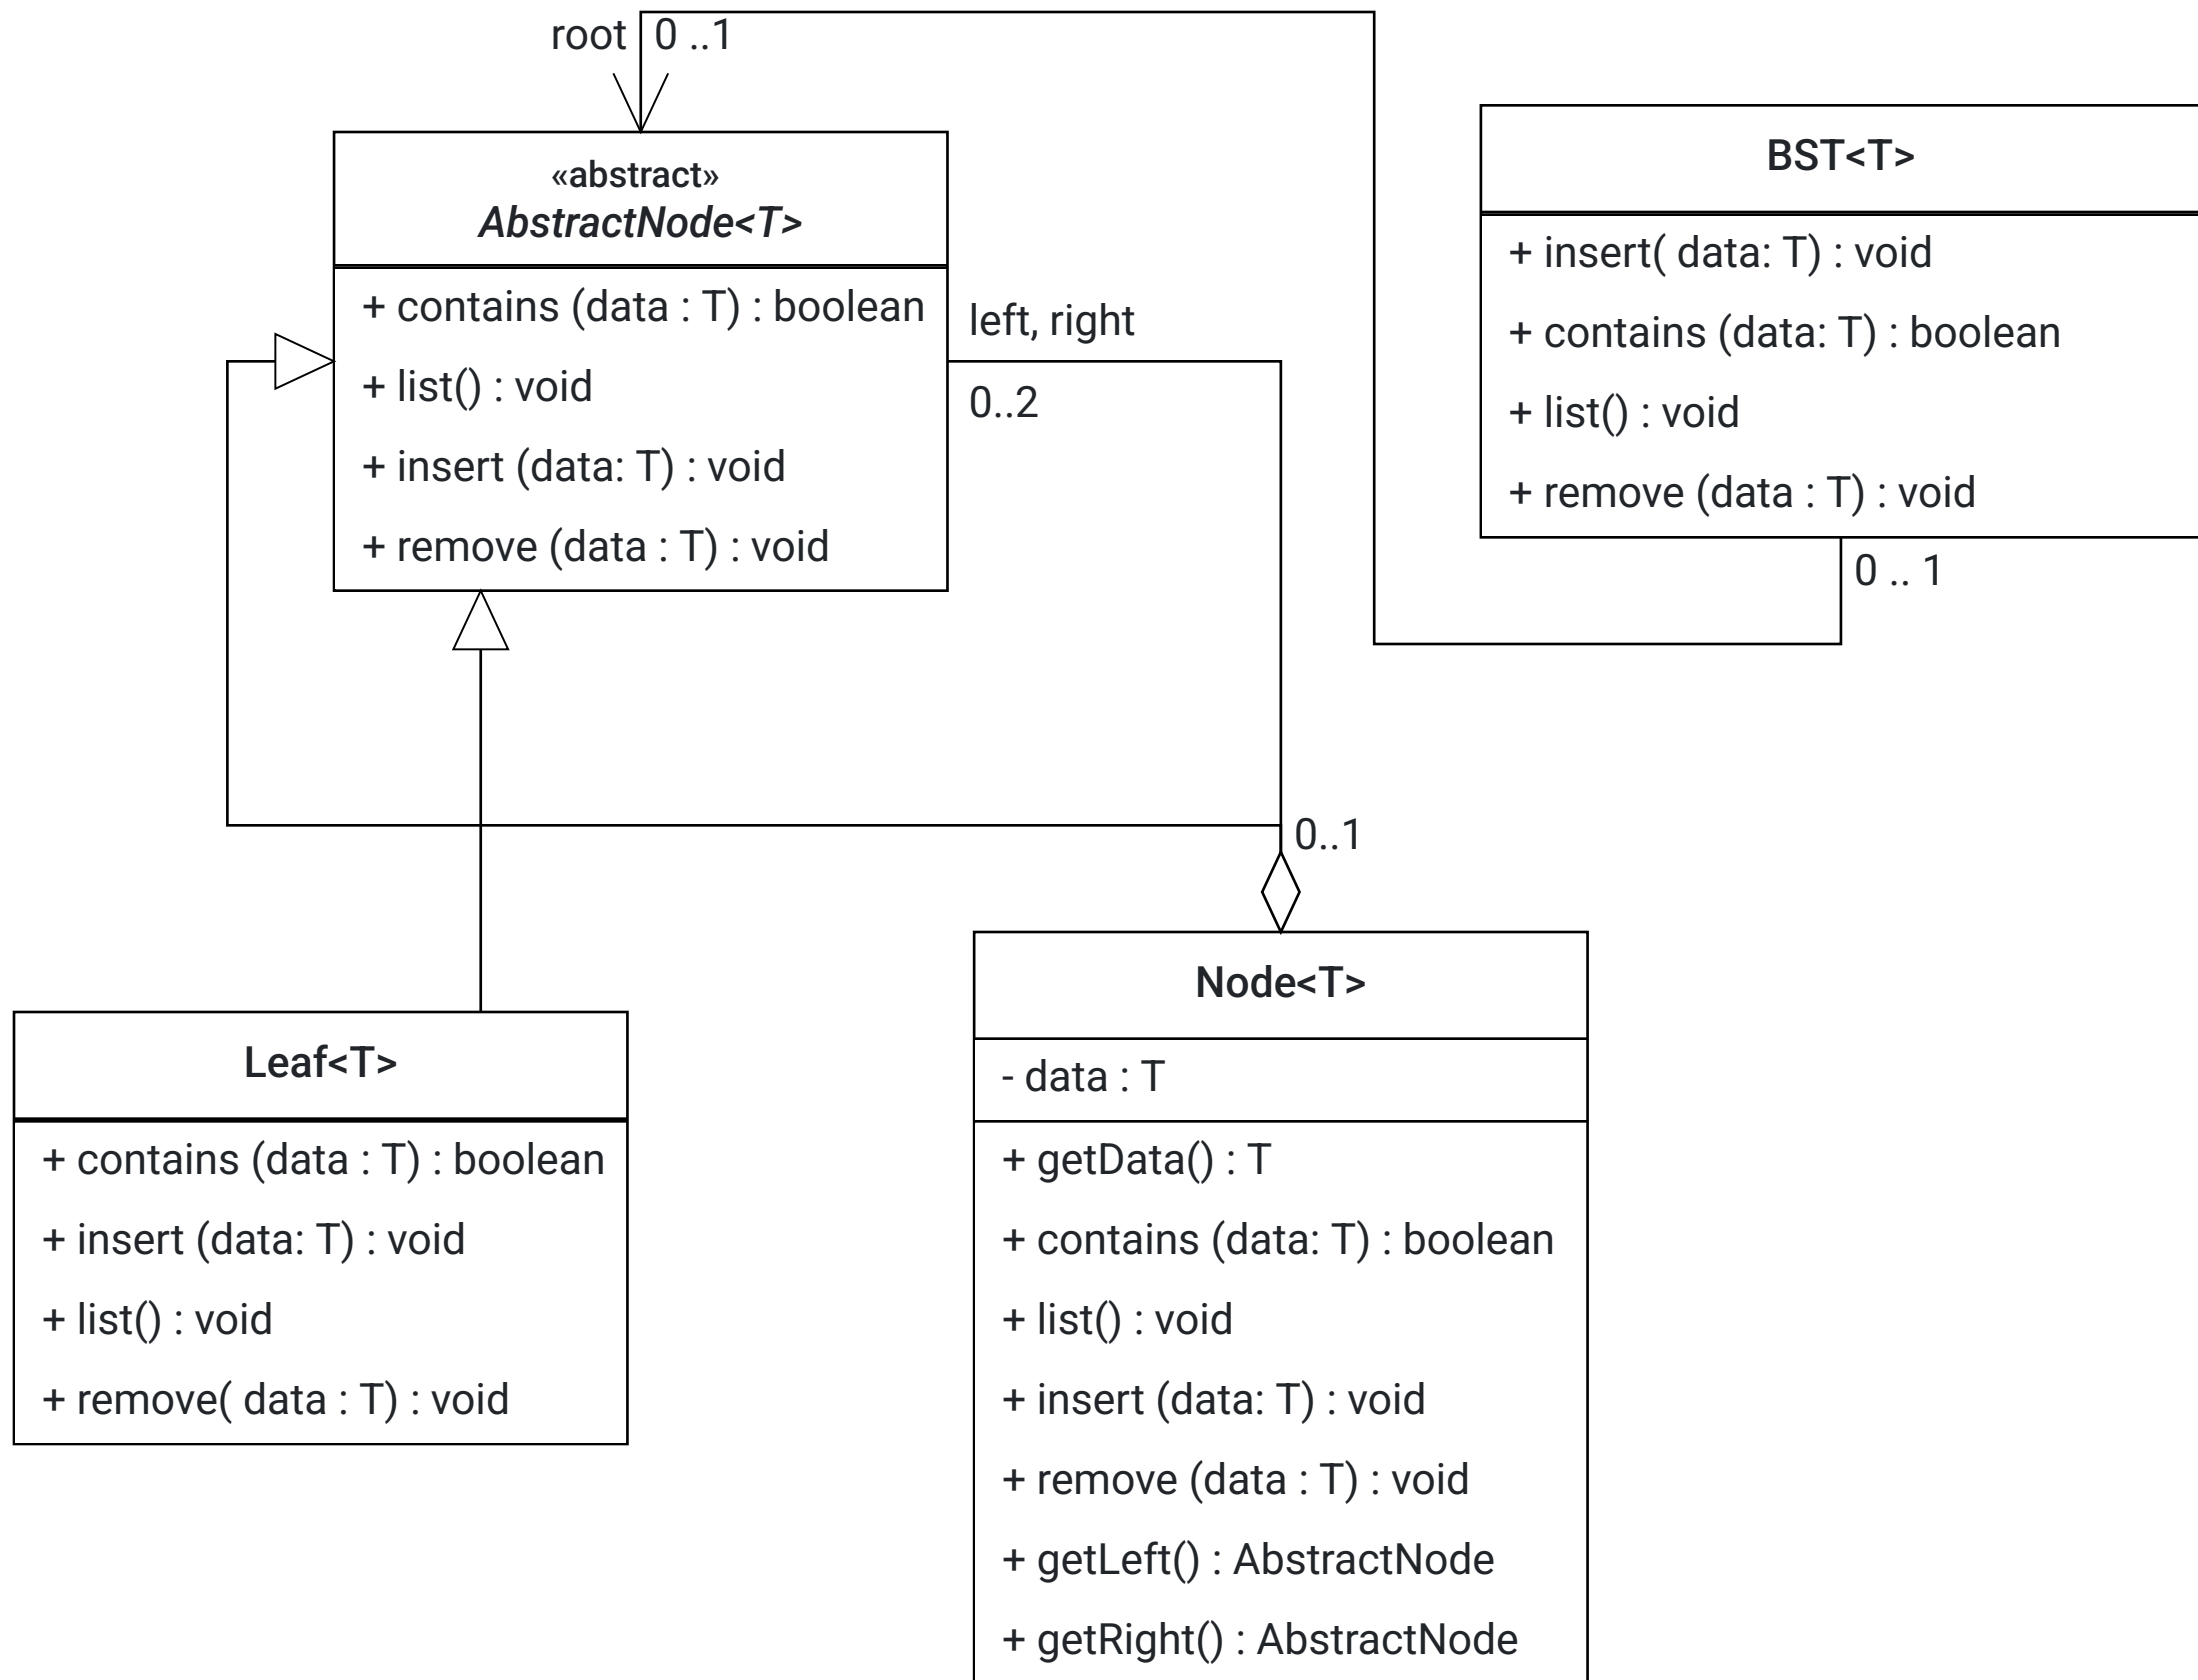 root 0 ..1
«abstract»
AbstractNode<T>
+ contains (data : T) : boolean
+ list() : void
+ insert (data: T) : void
+ remove (data : T) : void
left, right
0..2
BST<T>
+ insert( data: T) : void
+ contains (data: T) : boolean
+ list() : void
+ remove (data : T) : void
0 .. 1
0..1
Leaf<T>
+ contains (data : T) : boolean
+ insert (data: T) : void
+ list() : void
+ remove( data : T) : void
Node<T>
- data : T
+ getData() : T
+ contains (data: T) : boolean
+ list() : void
+ insert (data: T) : void
+ remove (data : T) : void
+ getLeft() : AbstractNode
+ getRight() : AbstractNode